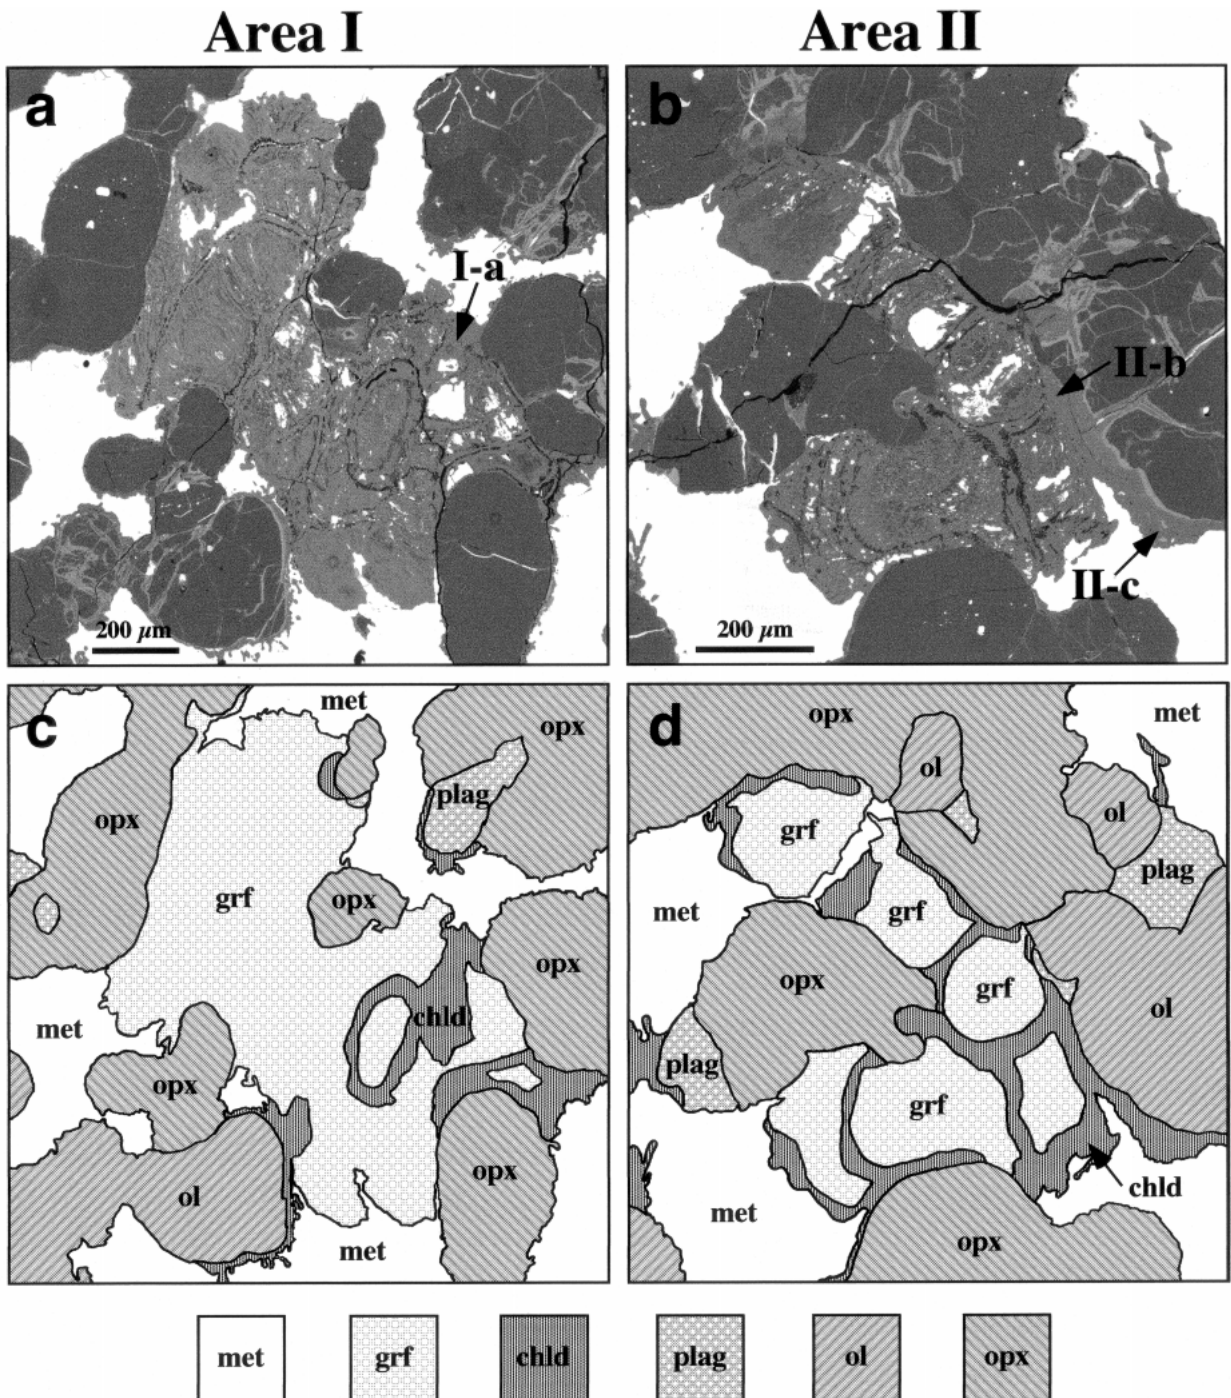 Area I
Area II
a
I-a
200 µm
b
II-b
II-c
200 µm
c
met
opx
opx
plag
grf
opx
opx
chld
met
opx
ol
opx
met
d
opx
met
ol
ol
grf
plag
met
grf
opx
grf
ol
plag
grf
chld
met
opx
met
grf
chld
plag
ol
opx